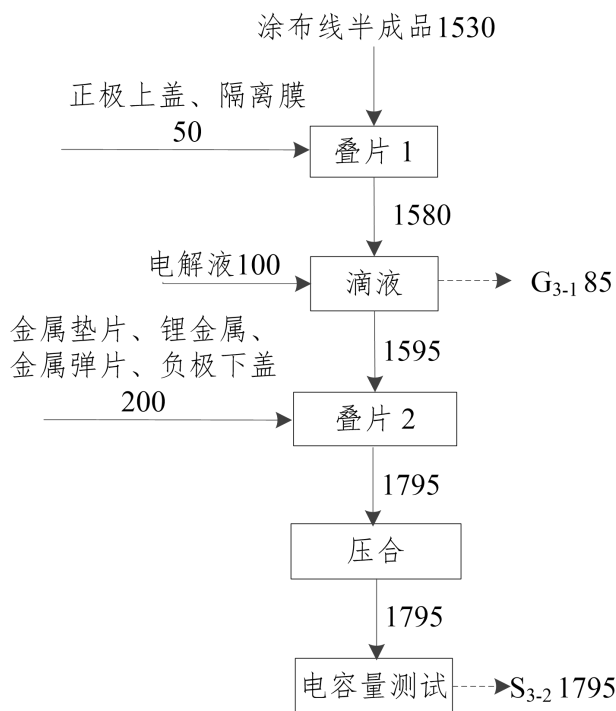 涂布线半成品1530
正极上盖、隔离膜
50
叠片 1
1580
电解液100
滴液
G3-1 85
金属垫片、锂金属、
金属弹片、负极下盖
1595
200
叠片 2
1795
压合
1795
电容量测试
S3-2 1795